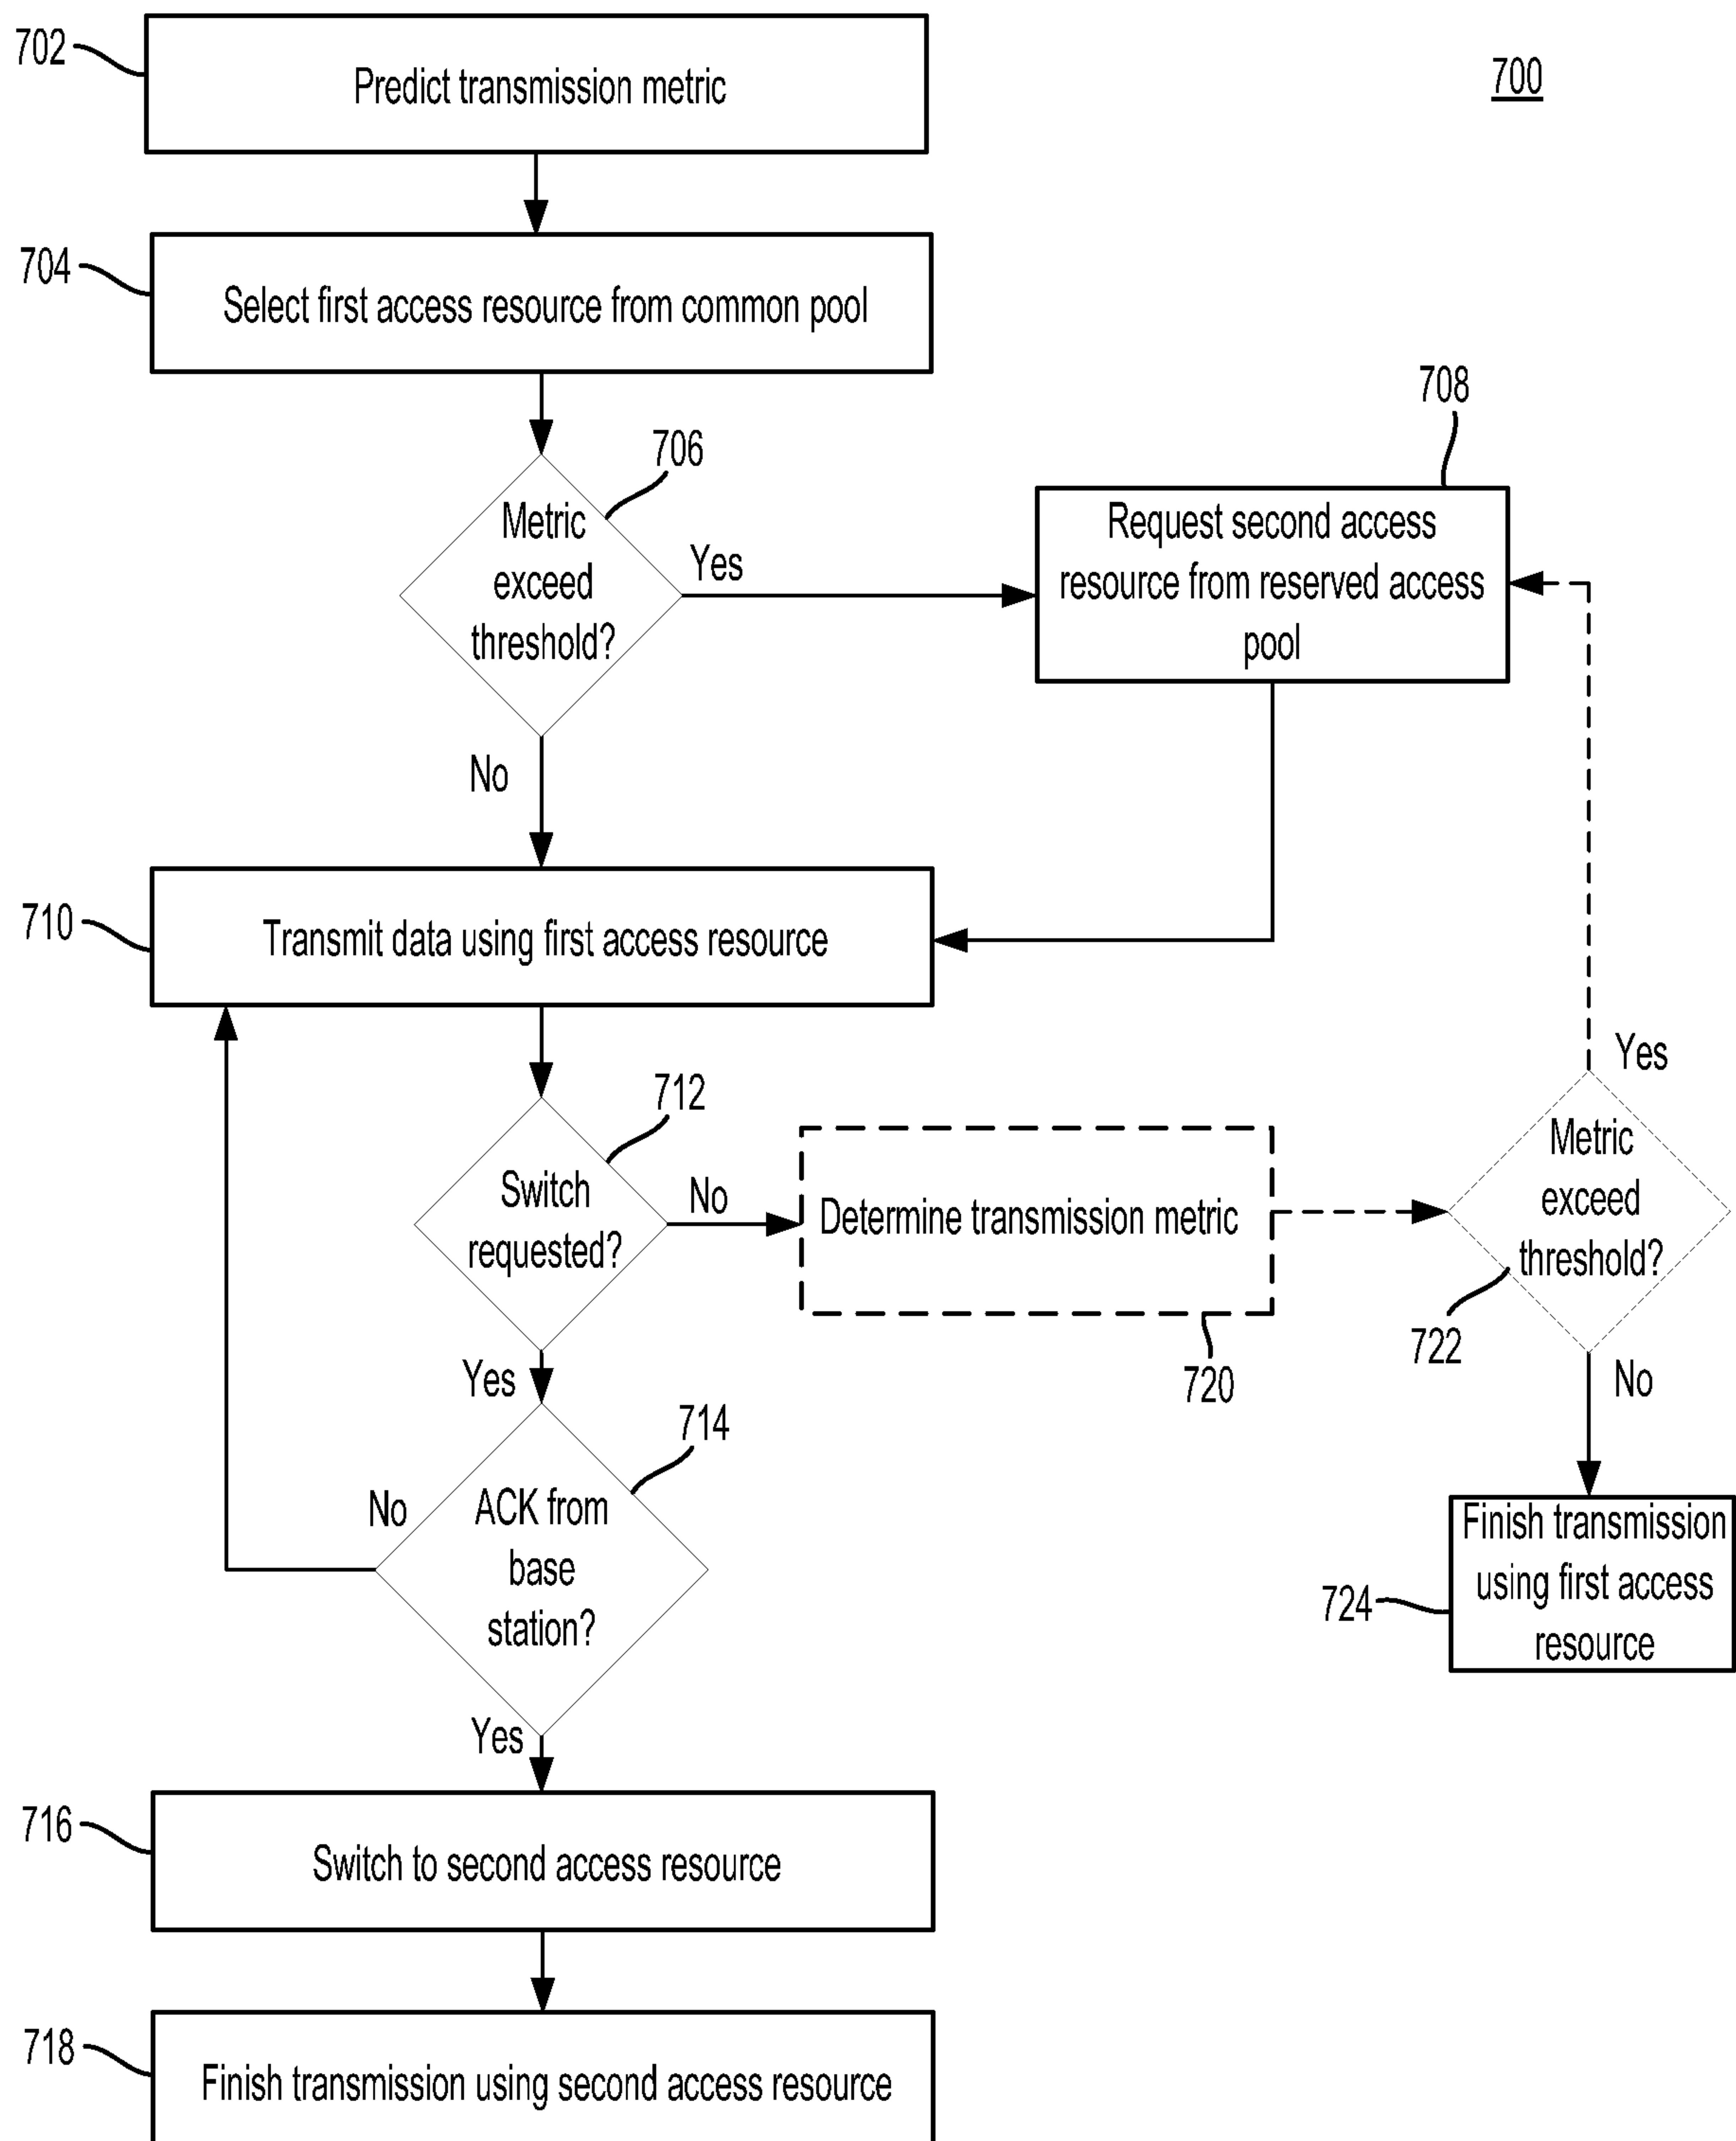 702
Predict transmission metric
700
704
Select first access resource from common pool
706
Metric
exceed
threshold?
Yes
No
708
Request second access
resource from reserved access
pool
710
Transmit data using first access resource
712
Switch
requested?
No
Yes
Determine transmission metric
720
Yes
Metric
exceed
threshold?
722
No
714
ACK from
base
station?
No
Yes
Finish transmission
using first access
resource
724
716
Switch to second access resource
718
Finish transmission using second access resource